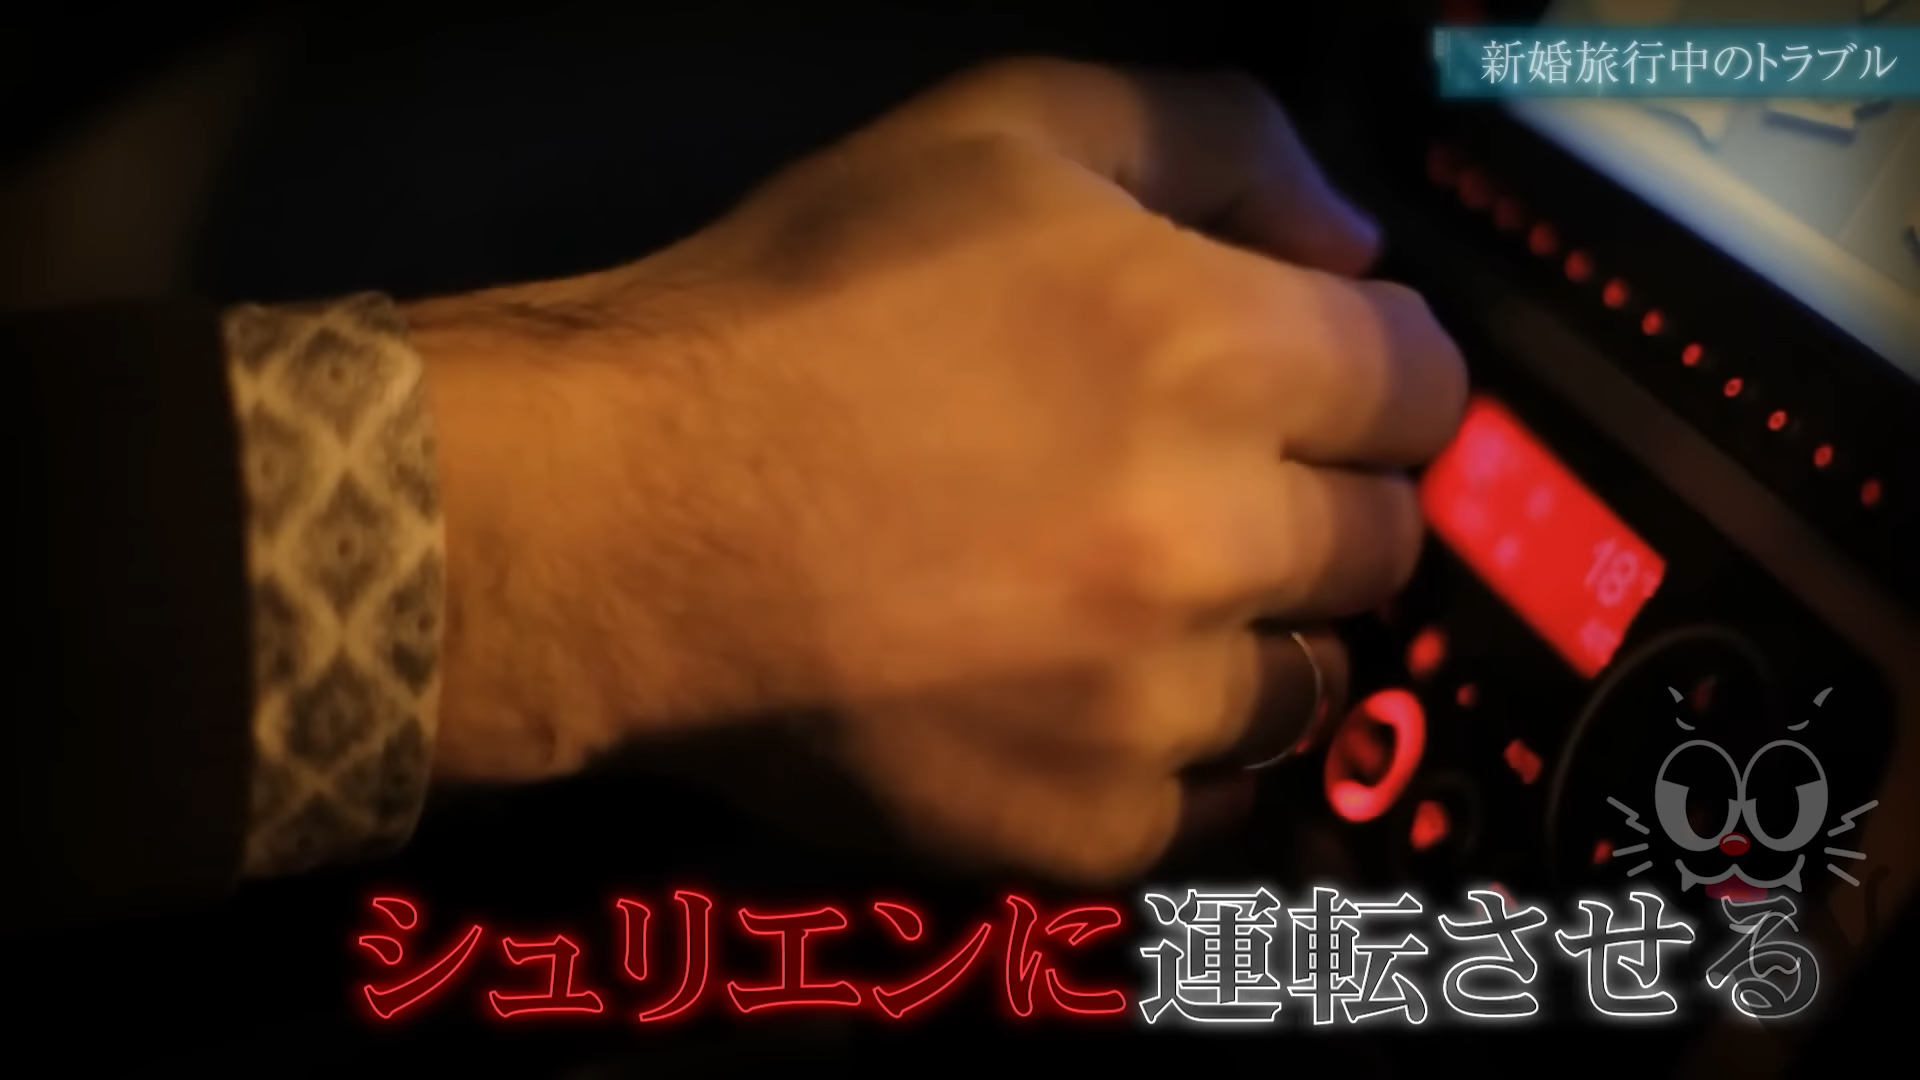 新婚旅行中のトラブル
18
シュリエンに運転させる